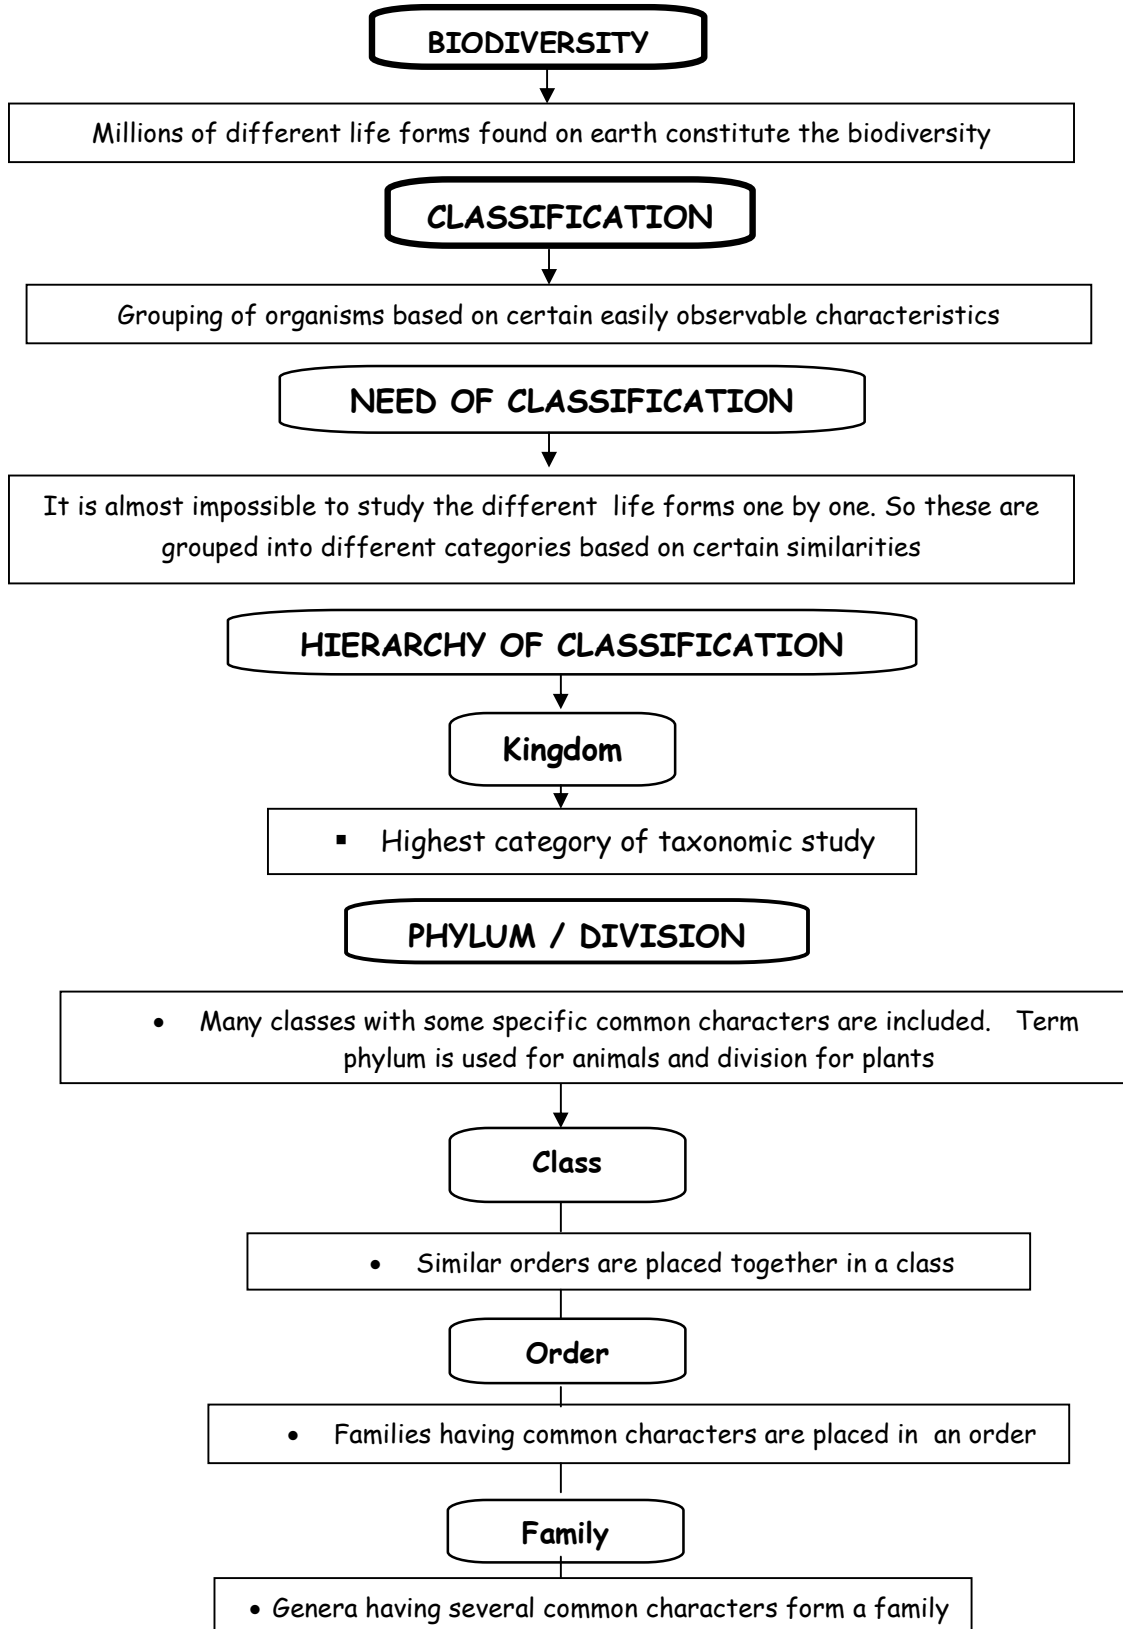 BIODIVERSITY
Millions of different life forms found on earth constitute the biodiversity
CLASSIFICATION
Grouping of organisms based on certain easily observable characteristics
NEED OF CLASSIFICATION
It is almost impossible to study the different life forms one by one. So these are
grouped into different categories based on certain similarities
HIERARCHY OF CLASSIFICATION
Kingdom
▪ Highest category of taxonomic study
PHYLUM / DIVISION
• Many classes with some specific common characters are included. Term
phylum is used for animals and division for plants
Class
• Similar orders are placed together in a class
Order
• Families having common characters are placed in an order
Family
• Genera having several common characters form a family